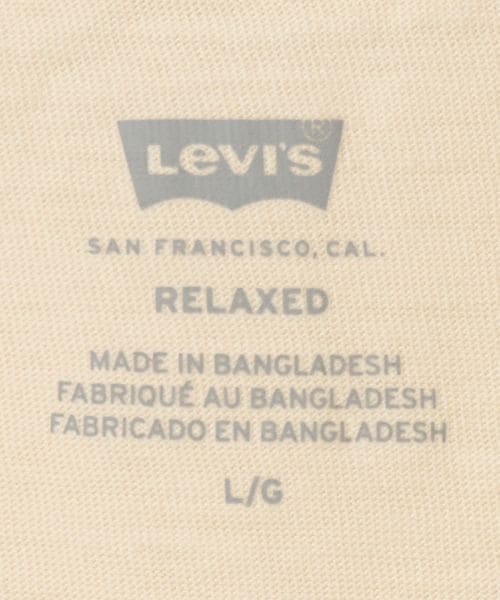 Levi's®
SAN FRANCISCO, CAL.
RELAXED
MADE IN BANGLADESH
FABRIQUÉ AU BANGLADESH
FABRICADO EN BANGLADESH
L/G